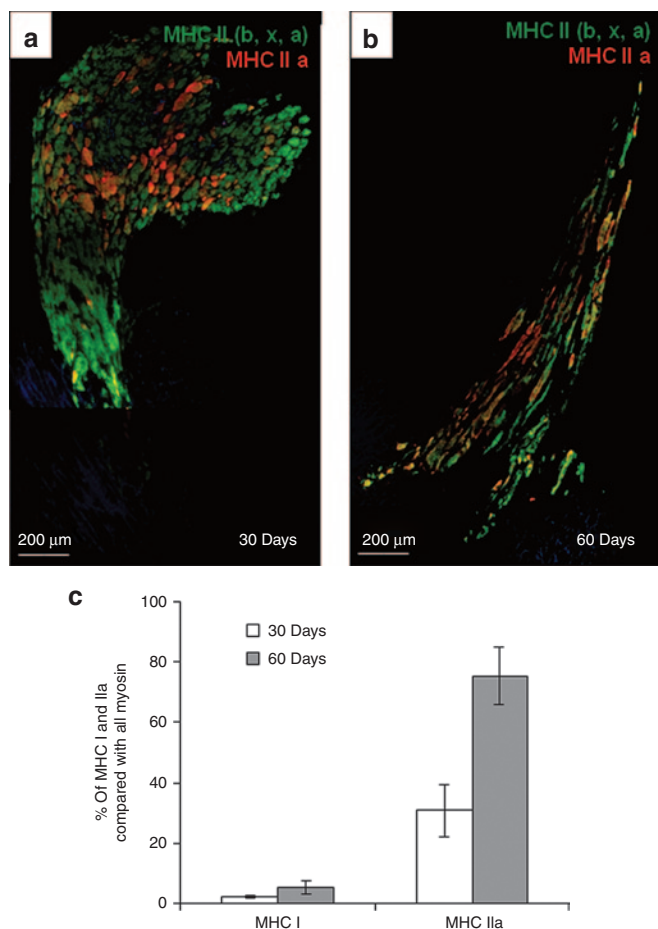 a
MHC II (b, x, a)
MHC II a
200 µm
30 Days
b
MHC II (b, x, a)
MHC II a
200 µm
60 Days
c
% Of MHC I and IIa
compared with all myosin
100
80
60
40
20
0
30 Days
60 Days
MHC I
MHC IIa